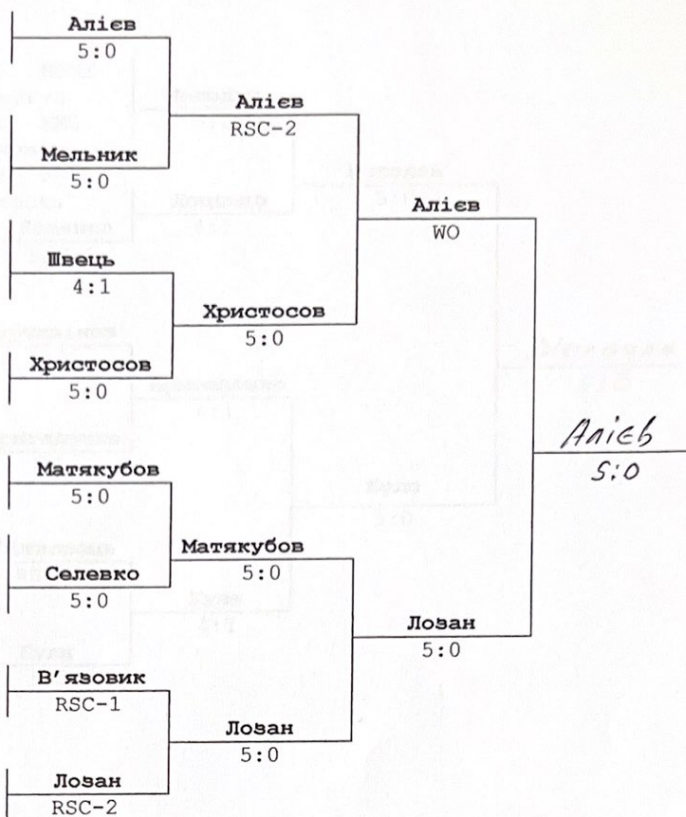 Алієв
5:0
Алієв
RSC-2
Мельник
5:0
Алієв
WO
Швець
4:1
Христосов
5:0
Христосов
5:0
Алієв
5:0
Матякубов
5:0
Матякубов
5:0
Селевко
5:0
Лозан
5:0
В'язовик
RSC-1
Лозан
5:0
Лозан
RSC-2